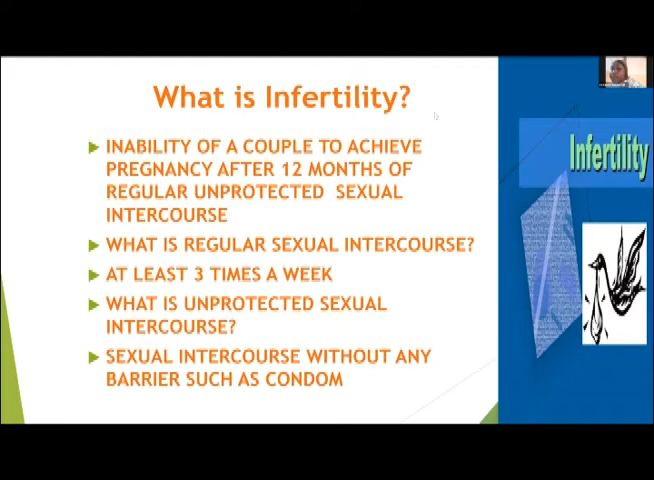 What is Infertility?
INABILITY OF A COUPLE TO ACHIEVE
PREGNANCY AFTER 12 MONTHS OF
REGULAR UNPROTECTED SEXUAL
INTERCOURSE
WHAT IS REGULAR SEXUAL INTERCOURSE?
AT LEAST 3 TIMES A WEEK
WHAT IS UNPROTECTED SEXUAL
INTERCOURSE?
SEXUAL INTERCOURSE WITHOUT ANY
BARRIER SUCH AS CONDOM
Infertility